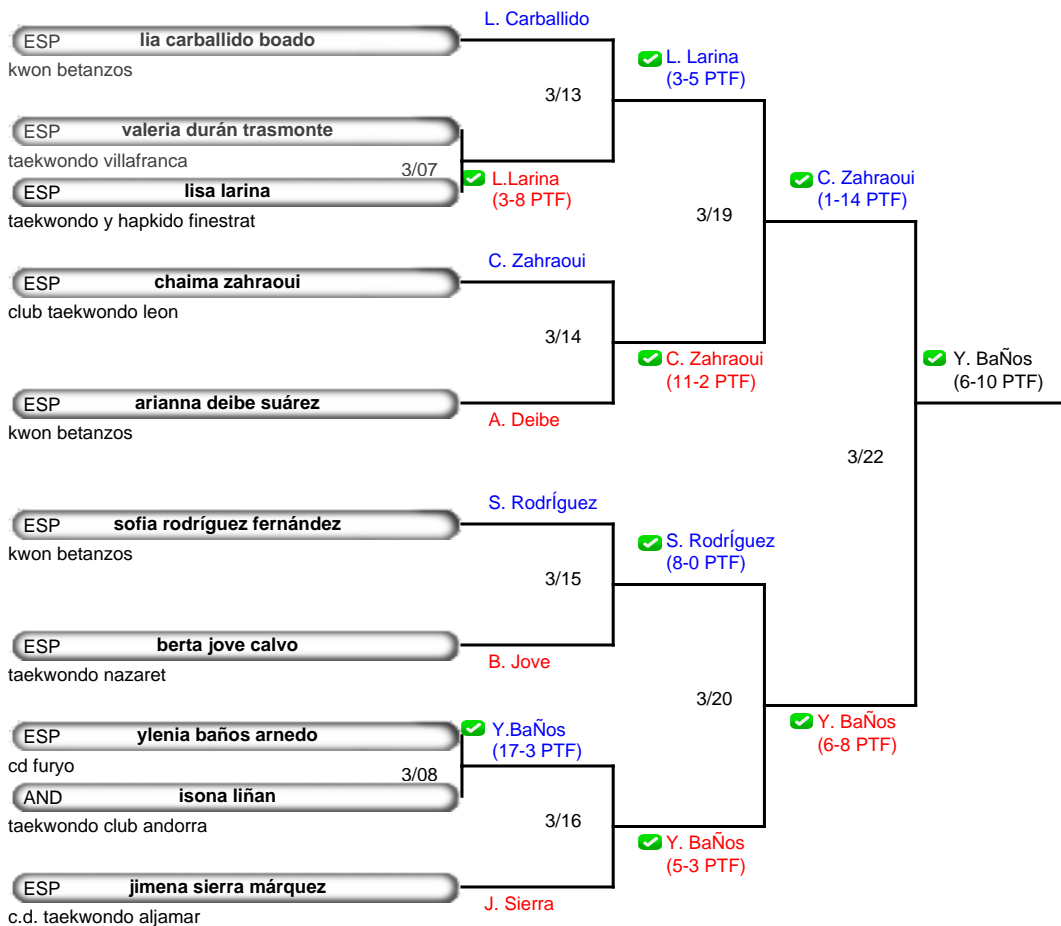 L. Carballido
ESP lia carballido boado
kwon betanzos
L. Larina
(3-5 PTF)
3/13
ESP valeria durán trasmonte
taekwondo villafranca
3/07
L.Larina
(3-8 PTF)
ESP lisa larina
taekwondo y hapkido finestrat
C. Zahraoui
(1-14 PTF)
3/19
C. Zahraoui
ESP chaima zahraoui
club taekwondo leon
3/14
C. Zahraoui
(11-2 PTF)
Y. BaÑos
(6-10 PTF)
ESP arianna deibe suárez
A. Deibe
kwon betanzos
3/22
S. RodrÍguez
ESP sofia rodríguez fernández
kwon betanzos
S. RodrÍguez
(8-0 PTF)
3/15
ESP berta jove calvo
B. Jove
taekwondo nazaret
3/20
Y. BaÑos
(6-8 PTF)
ESP ylenia baños arnedo
Y.BaÑos
(17-3 PTF)
cd furyo
3/08
AND isona liñan
taekwondo club andorra
3/16
Y. BaÑos
(5-3 PTF)
ESP jimena sierra márquez
J. Sierra
c.d. taekwondo aljamar